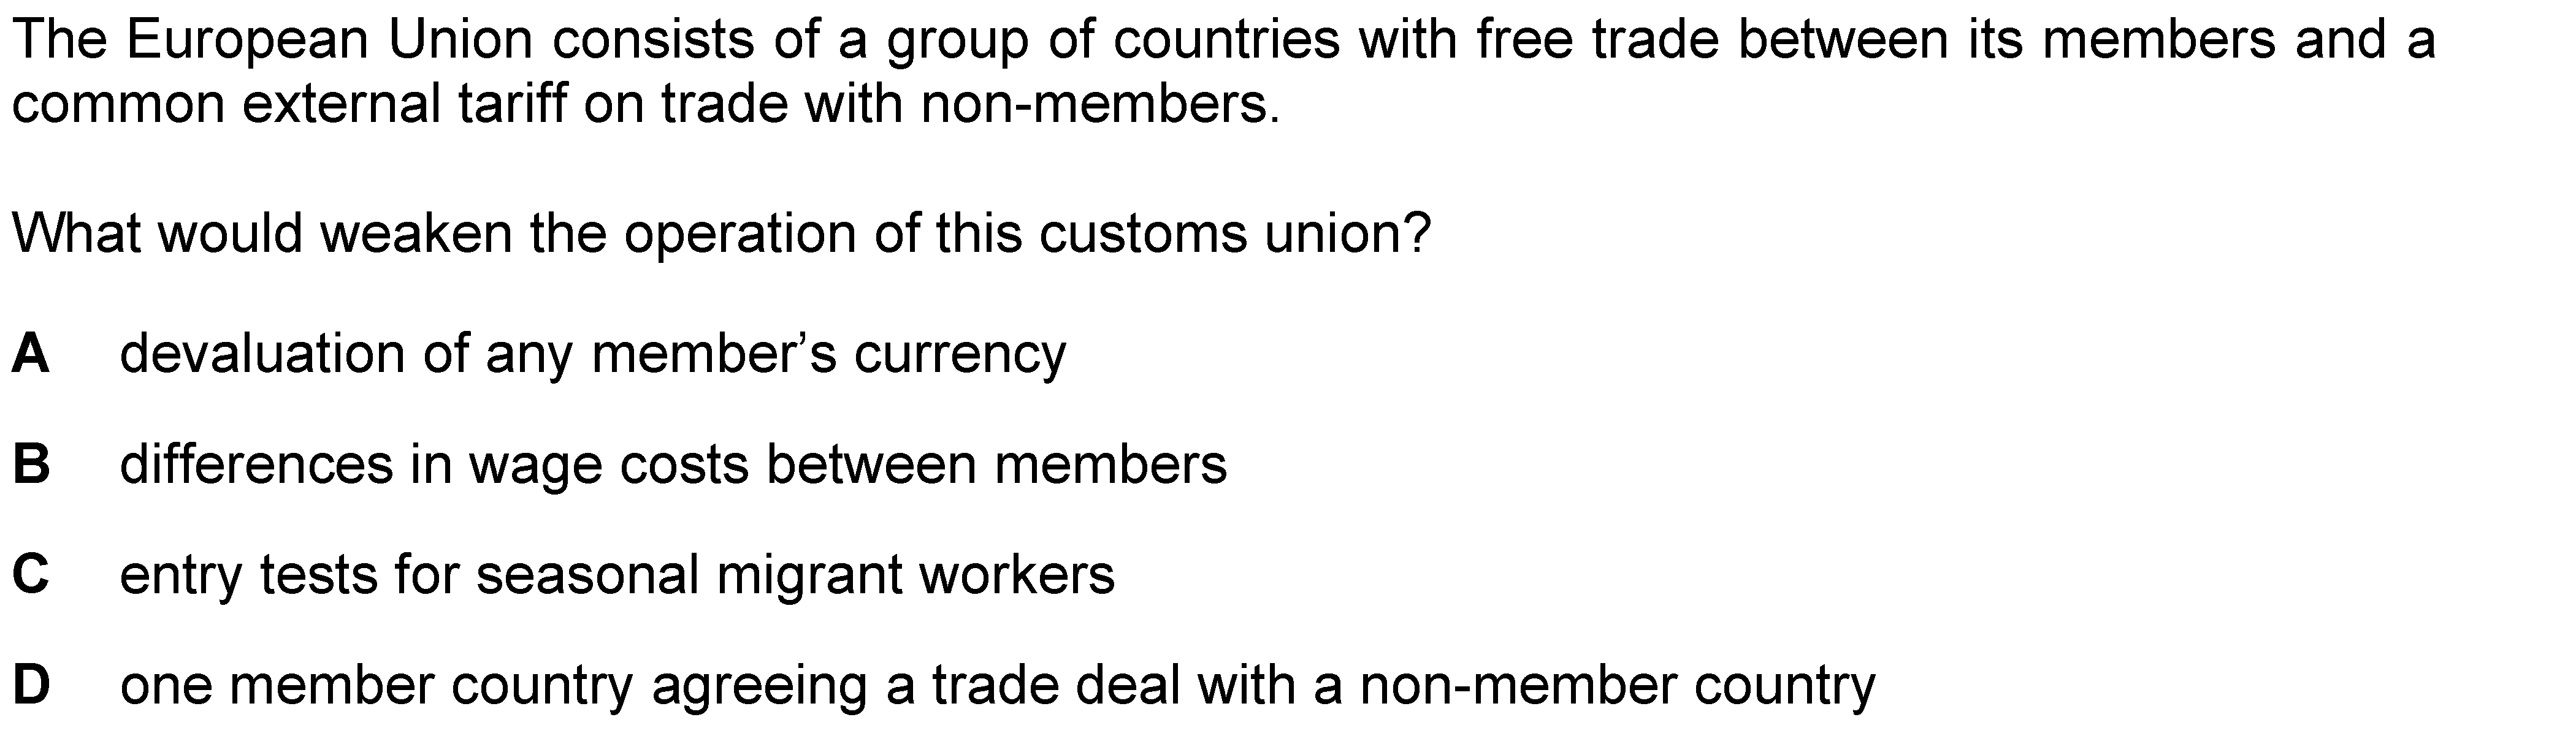 The European Union consists of a group of countries with free trade between its members and a
common external tariff on trade with non-members.
What would weaken the operation of this customs union?
A devaluation of any member’s currency
B differences in wage costs between members
C entry tests for seasonal migrant workers
D one member country agreeing a trade deal with a non-member country